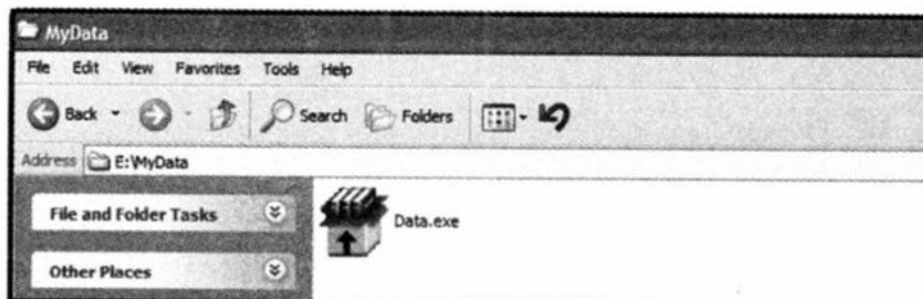 MyData
File Edit View Favorites Tools Help
Back Search Folders
Address E:\MyData
File and Folder Tasks
Data.exe
Other Places